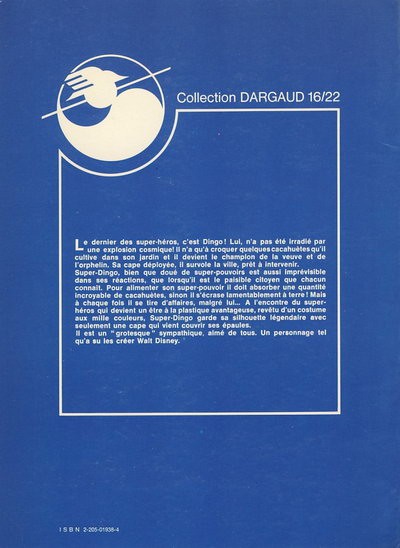 Collection DARGAUD 16/22
Le dernier des super-héros, c'est Dingo! Lui, n'a pas été irradié par
une explosion cosmique! Il n'a qu'à croquer quelques cacahuètes qu'il
cultive dans son jardin et il devient le champion de la veuve et de
l'orphelin. Sa cape déployée, il survole la ville, prêt à intervenir.
Super-Dingo, bien que doué de super-pouvoirs est aussi imprévisible
dans ses réactions, que lorsqu'il est le paisible citoyen que chacun
connaît. Pour alimenter son super-pouvoir il doit absorber une quantité
incroyable de cacahuètes, sinon il s'écrase lamentablement à terre! Mais
à chaque fois il se tire d'affaires, malgré lui... A l'encontre du super-
héros qui devient un être à la plastique avantageuse, revêtu d'un costume
aux mille couleurs, Super-Dingo garde sa silhouette légendaire avec
seulement une cape qui vient couvrir ses épaules.
Il est un "grotesque" sympathique, aimé de tous. Un personnage tel
qu'a su les créer Walt Disney.
ISBN 2-205-01938-4